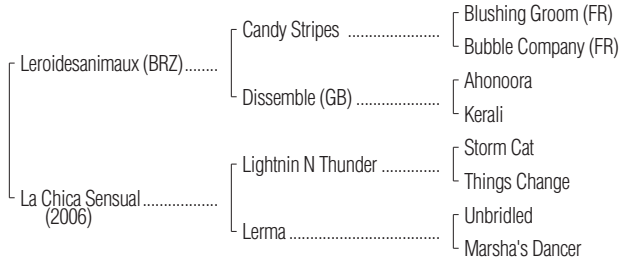 Blushing Groom (FR)
Candy Stripes ....................
Bubble Company (FR)
Leroidesanimaux (BRZ)........
Ahonoora
Dissemble (GB) ..................
Kerali
Storm Cat
Lightnin N Thunder .............
Things Change
La Chica Sensual................
(2006)
Unbridled
Lerma .................................
Marsha's Dancer